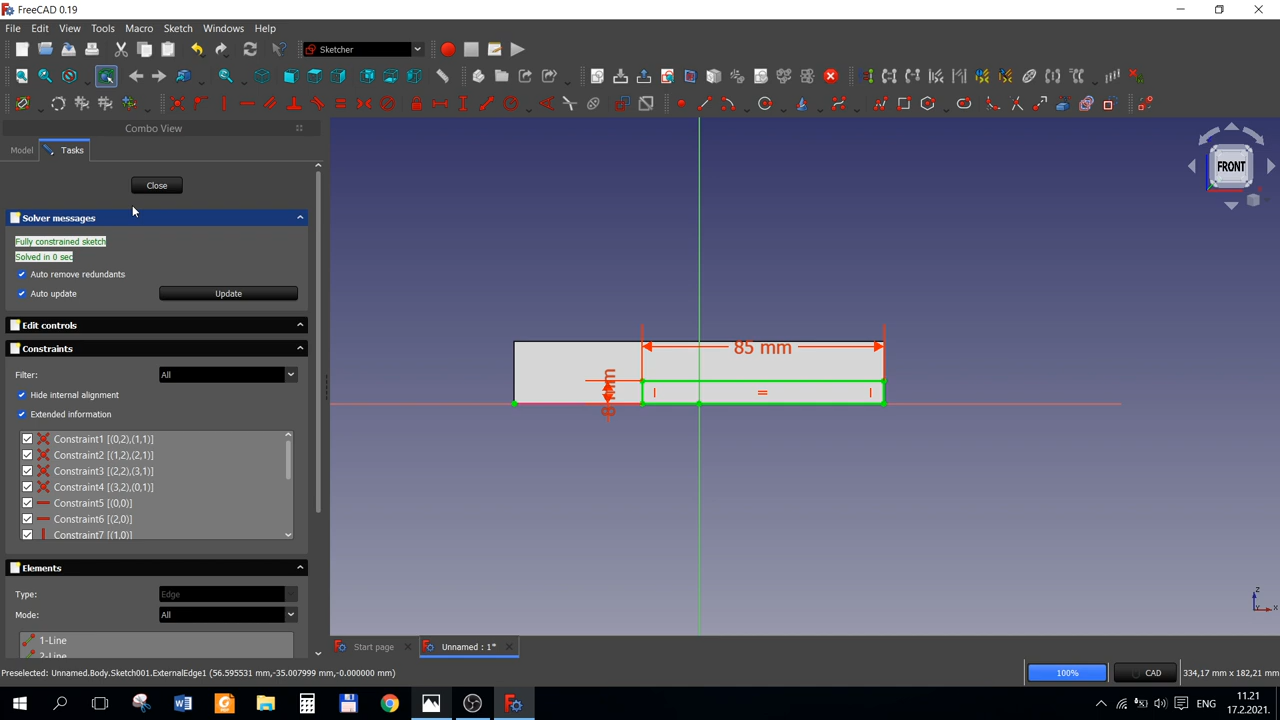 FreeCAD 0.19
File Edit View Tools Macro Sketch Windows Help
Sketcher
Combo View
Model Tasks
Close
Solver messages
Fully constrained sketch
Solved in 0 sec
Auto remove redundants
Auto update Update
Edit controls
Constraints
Filter: All
Hide internal alignment
Extended information
Constraint1 [(0,2),(1,1)]
Constraint2 [(1,2),(2,1)]
Constraint3 [(2,2),(3,1)]
Constraint4 [(3,2),(0,1)]
Constraint5 [(0,0)]
Constraint6 [(2,0)]
Constraint7 [(1,0)]
Elements
Type: Edge
Mode: All
1-Line
2-Line
FRONT
85 mm
8 mm
z
x
Start page Unnamed : 1*
Preselected: Unnamed.Body.Sketch001.ExternalEdge1 (56.595531 mm,-35.007999 mm,-0.000000 mm)
100% CAD 334,17 mm x 182,21 mm
ENG
11.21
17.2.2021.